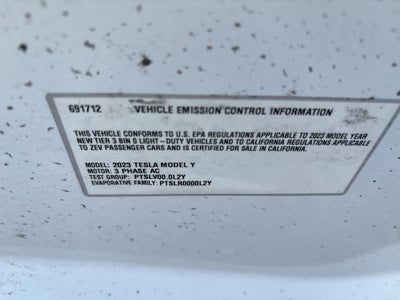 691712 VEHICLE EMISSION CONTROL INFORMATION
THIS VEHICLE CONFORMS TO U.S. EPA REGULATIONS APPLICABLE TO 2023 MODEL YEAR
NEW TIER 3 BIN 0 LIGHT-DUTY VEHICLES AND TO CALIFORNIA REGULATIONS APPLICABLE
TO ZEV PASSENGER CARS AND IS CERTIFIED FOR SALE IN CALIFORNIA.
MODEL: 2023 TESLA MODEL Y
MOTOR: 3 PHASE AC
TEST GROUP: PTSLV00.0L2Y
EVAPORATIVE FAMILY: PTSLR0000L2Y